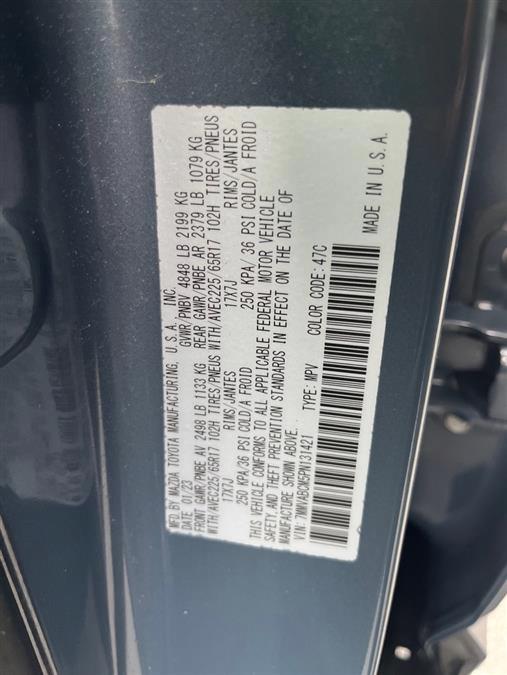 MFD BY MAZDA TOYOTA MANUFACTURING, U.S.A., INC.
DATE 01/23 GVWR/PNBV 4848 LB 2199 KG
FRONT GAWR/PNBE AV 2498 LB 1133 KG REAR GAWR/PNBE AR 2379 LB 1079 KG
WITH/AVEC225/65R17 102H TIRES/PNEUS WITH/AVEC225/65R17 102H TIRES/PNEUS
17X7J RIMS/JANTES 17X7J RIMS/JANTES
250 KPA/36 PSI COLD/A FROID 250 KPA/36 PSI COLD/A FROID
THIS VEHICLE CONFORMS TO ALL APPLICABLE FEDERAL MOTOR VEHICLE
SAFETY, AND THEFT PREVENTION STANDARDS IN EFFECT ON THE DATE OF
MANUFACTURE SHOWN ABOVE.
VIN: 7MMVABCM5PN131421 TYPE: MPV COLOR CODE: 47C
MADE IN U.S.A.